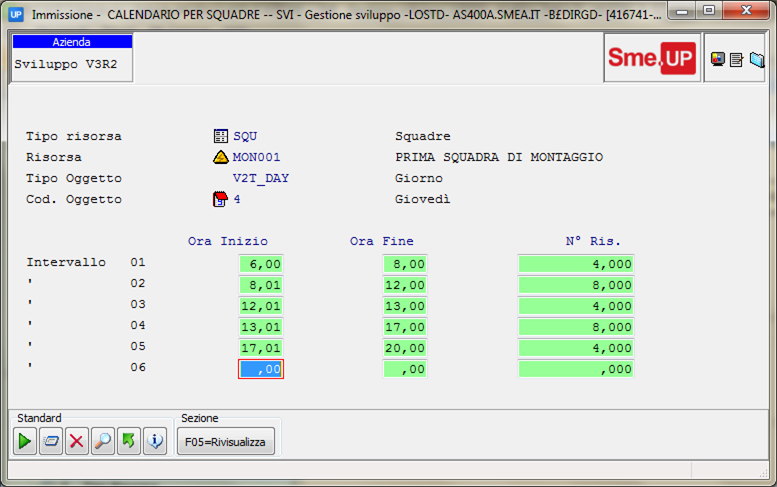 UP Immissione - CALENDARIO PER SQUADRE -- SVI - Gestione sviluppo -LOSTD- AS400A.SMEA.IT -B£DIRGD- [416741-...
Azienda
Sviluppo V3R2
Sme.UP
Tipo risorsa SQU Squadre
Risorsa MON001 PRIMA SQUADRA DI MONTAGGIO
Tipo Oggetto V2T_DAY Giorno
Cod. Oggetto 4 Giovedì
Ora Inizio Ora Fine N° Ris.
Intervallo 01 6,00 8,00 4,000
' 02 8,01 12,00 8,000
' 03 12,01 13,00 4,000
' 04 13,01 17,00 8,000
' 05 17,01 20,00 4,000
' 06 ,00 ,00 ,000
Standard Sezione
F05=Rivisualizza